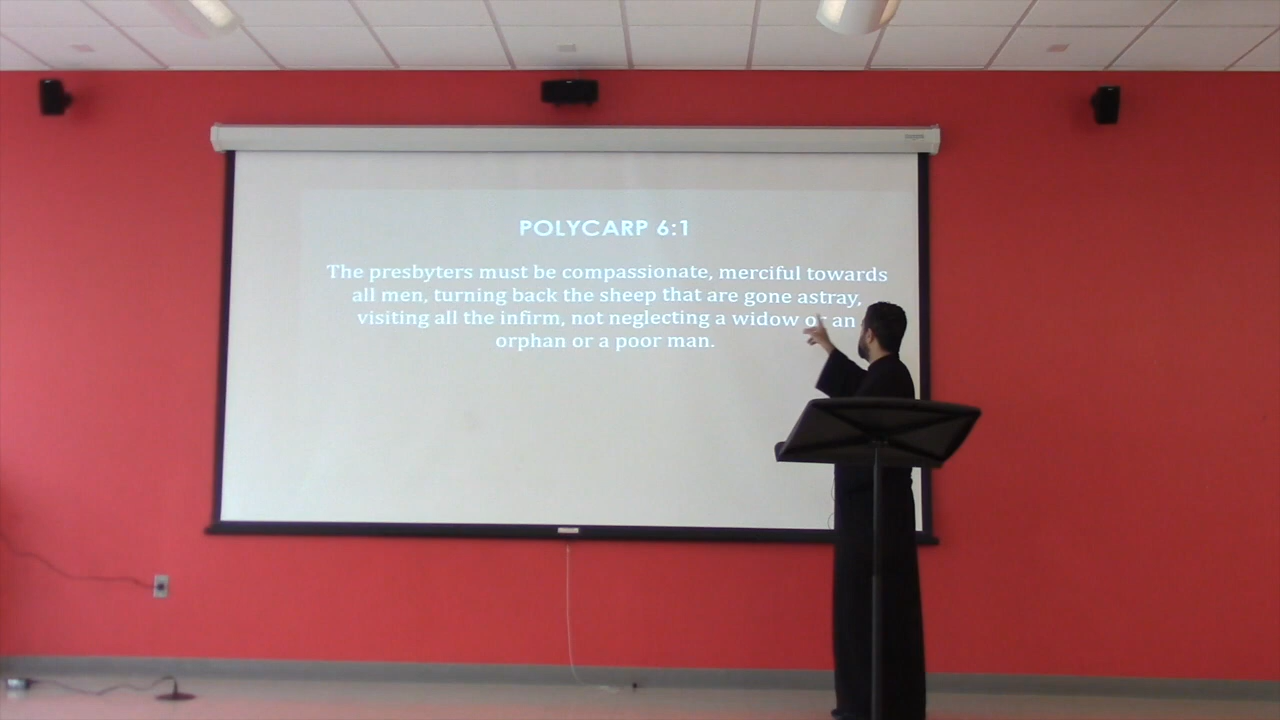 POLYCARP 6:1
The presbyters must be compassionate, merciful towards
all men, turning back the sheep that are gone astray,
visiting all the infirm, not neglecting a widow or an
orphan or a poor man.